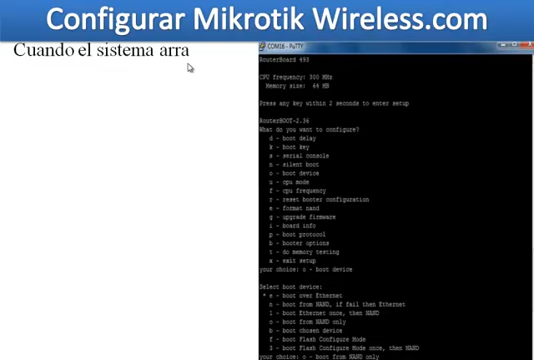 Configurar Mikrotik Wireless.com
Cuando el sistema arra
COM16 - PuTTY
RouterBoard 493
CPU frequency: 300 MHz
Memory size: 64 MB
Press any key within 2 seconds to enter setup
RouterBOOT-2.36
What do you want to configure?
d - boot delay
k - boot key
s - serial console
n - silent boot
o - boot device
u - cpu mode
f - cpu frequency
r - reset booter configuration
e - format nand
g - upgrade firmware
i - board info
p - boot protocol
b - booter options
t - do memory testing
x - exit setup
your choice: o - boot device
Select boot device:
* e - boot over Ethernet
n - boot from NAND, if fail then Ethernet
1 - boot Ethernet once, then NAND
o - boot from NAND only
b - boot chosen device
f - boot Flash Configure Mode
3 - boot Flash Configure Mode once, then NAND
your choice: o - boot from NAND only